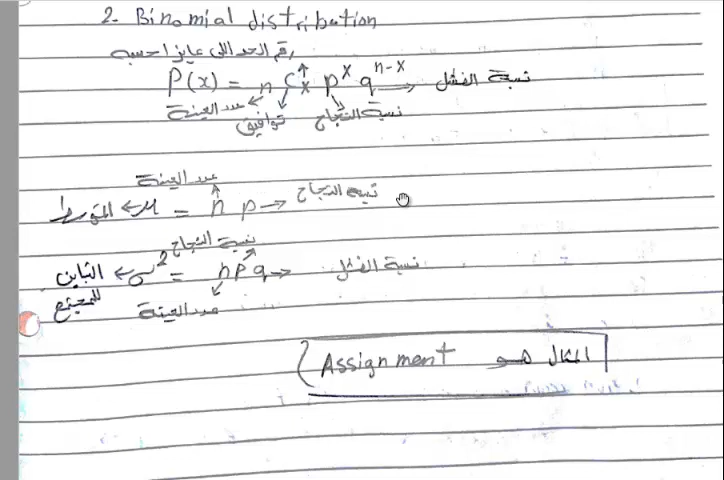 2. Binomial distribution
رقم الحد اللي عايز احسبه
P(x) = n C x p^x q^(n-x) → نسبة الفشل
عدد العينة توافيق نسبة النجاح
عدد العينة
المتوسط ← μ = n p → نسبة النجاح
نسبة النجاح
التباين ← σ² = n p q → نسبة الفشل
للمجتمع عدد العينة
المثال هو Assignment